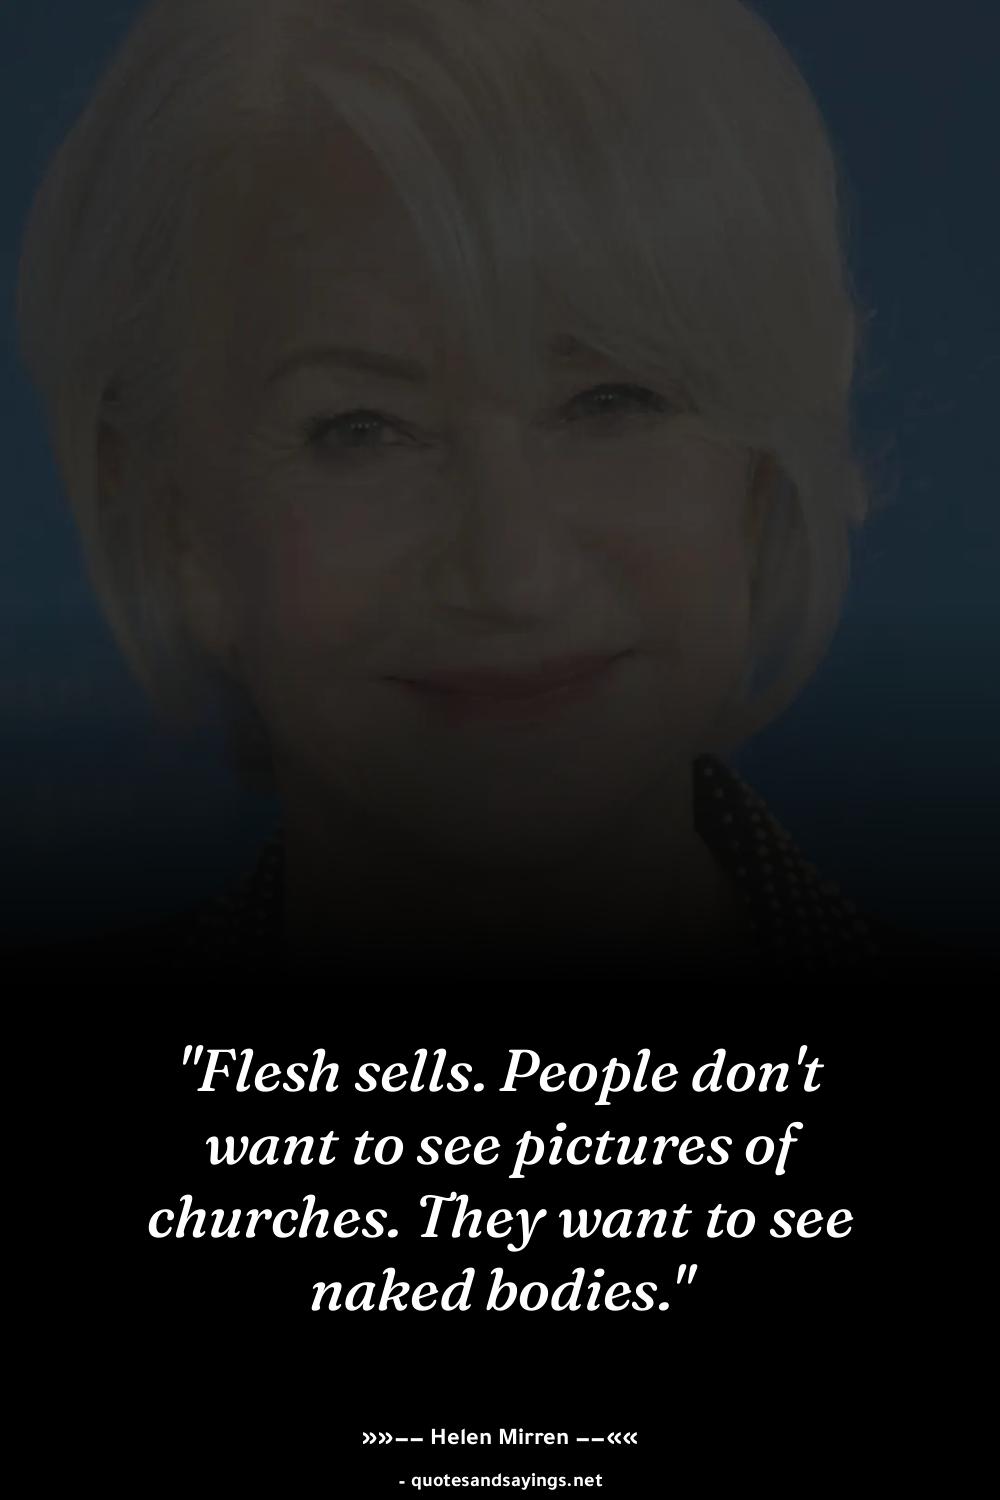 "Flesh sells. People don't
want to see pictures of
churches. They want to see
naked bodies."
»»–– Helen Mirren ––««
- quotesandsayings.net